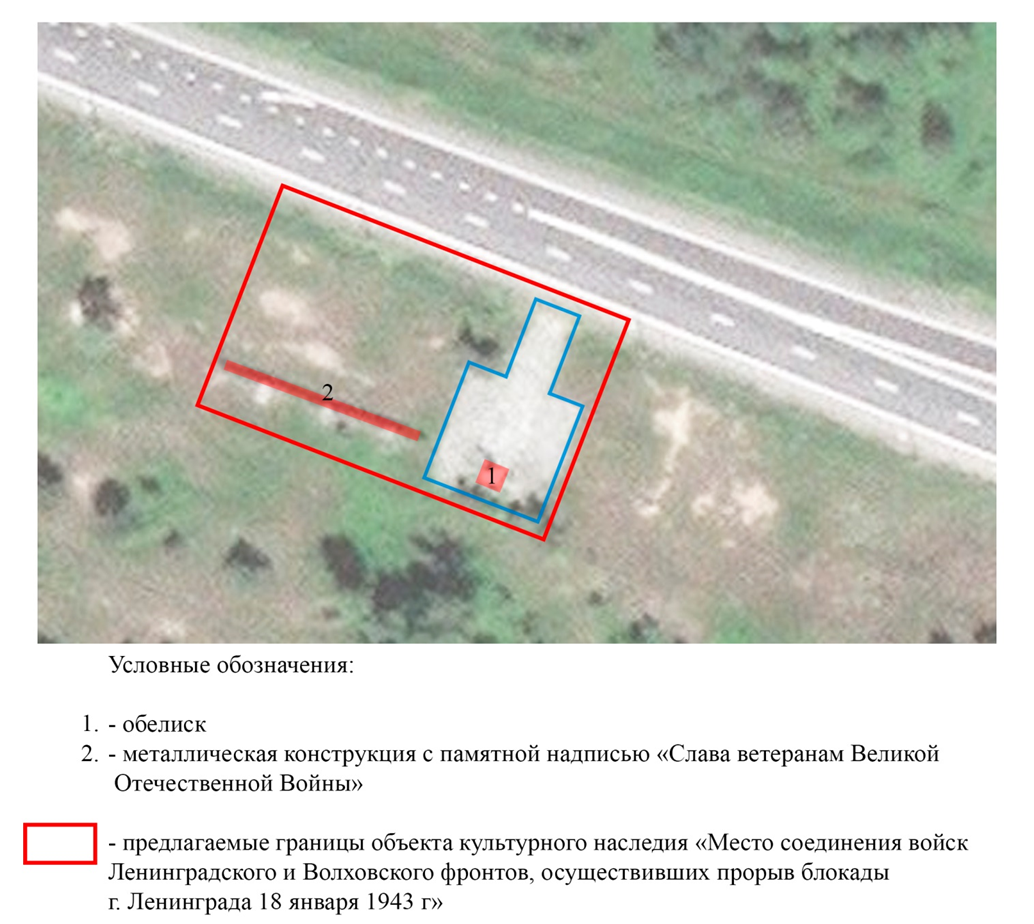 2
1
Условные обозначения:
1. - обелиск
2. - металлическая конструкция с памятной надписью «Слава ветеранам Великой
Отечественной Войны»
- предлагаемые границы объекта культурного наследия «Место соединения войск
Ленинградского и Волховского фронтов, осуществивших прорыв блокады
г. Ленинграда 18 января 1943 г»